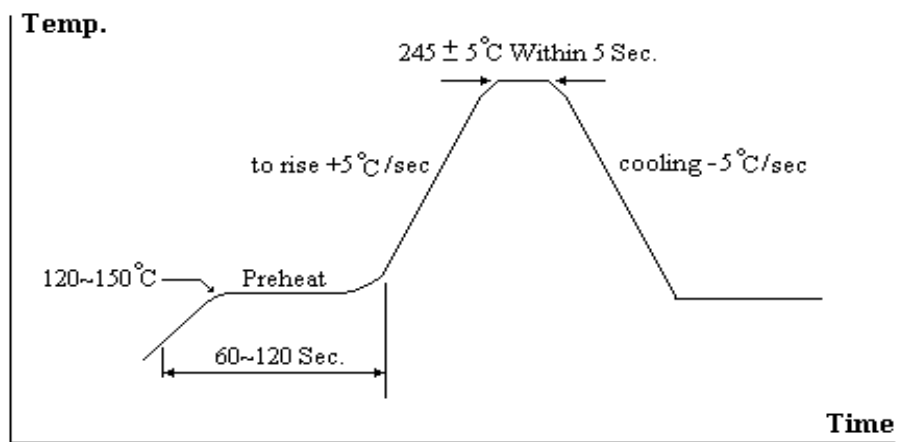 Temp.
245 ± 5°C Within 5 Sec.
to rise +5°C/sec
cooling -5°C/sec
120~150°C
Preheat
60~120 Sec.
Time